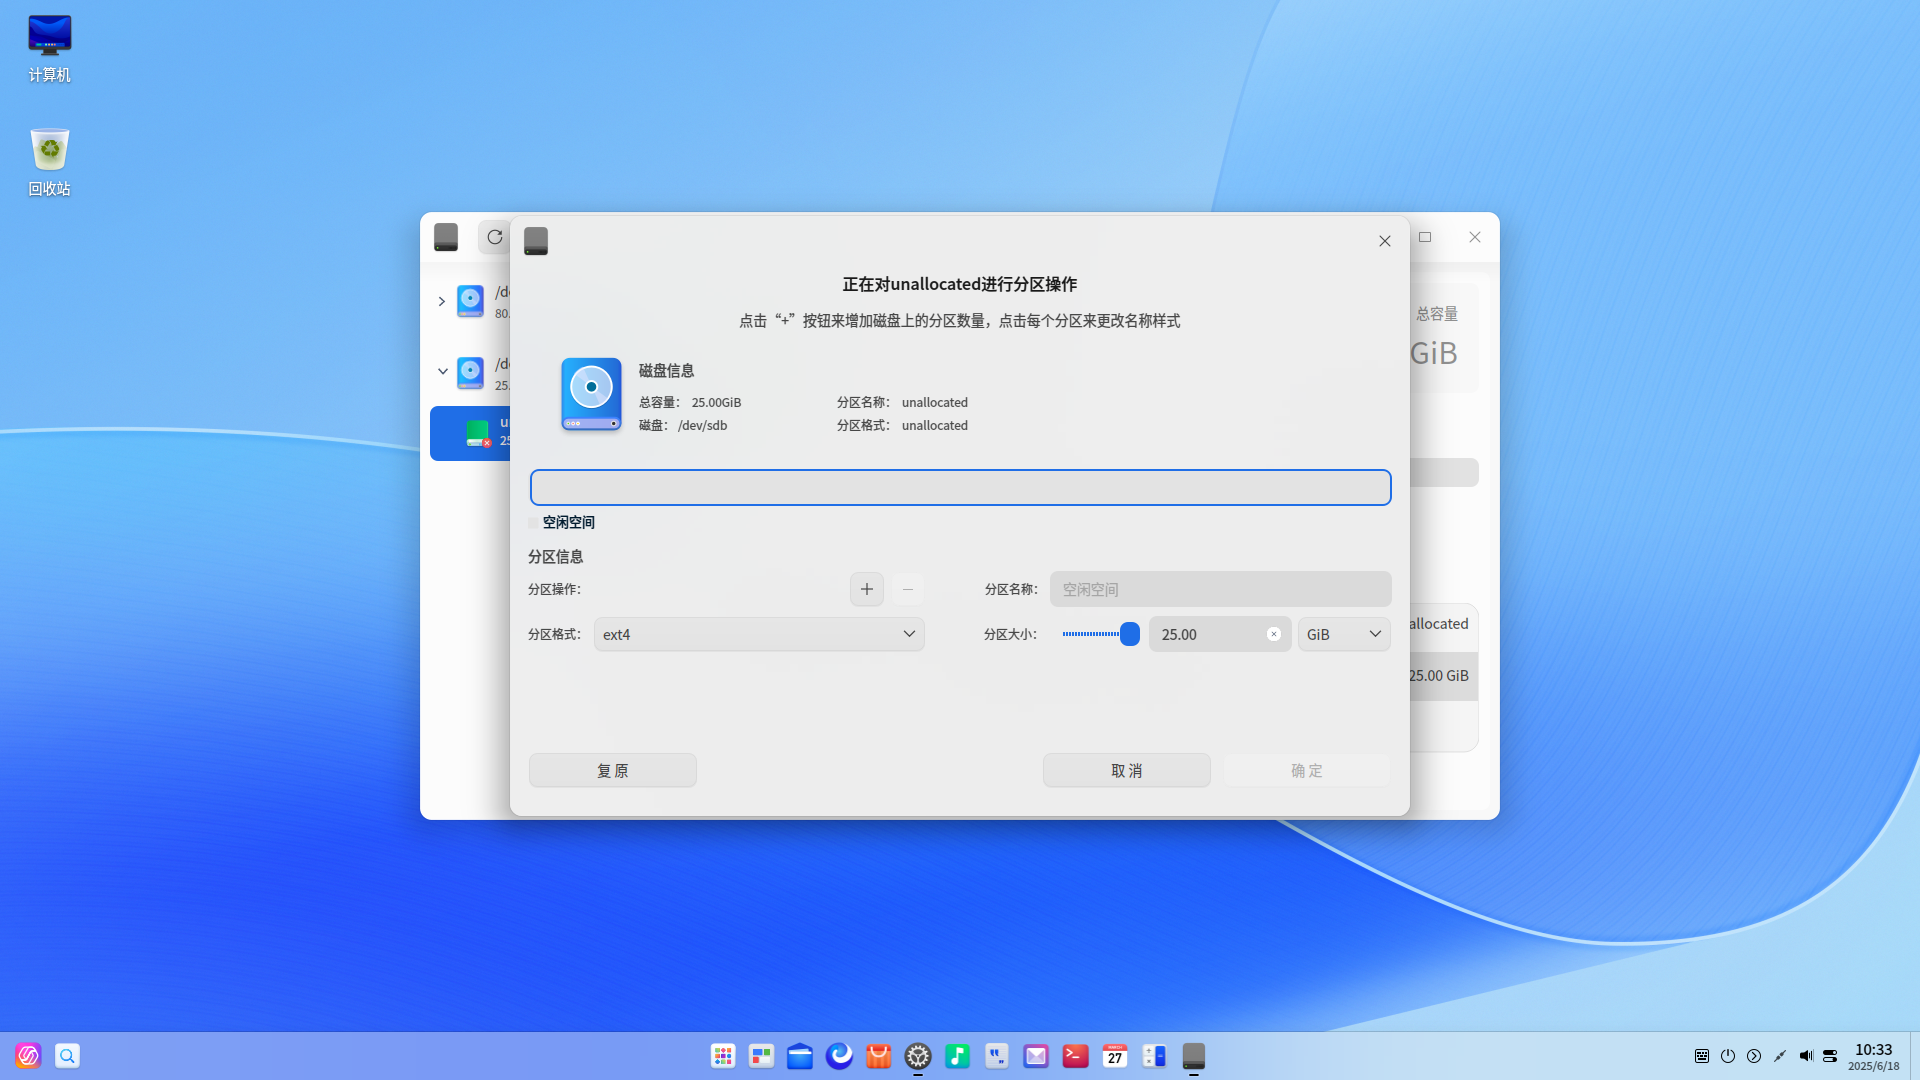 计算机
回收站
/d
80.
/d
25.
u
25
总容量
GiB
allocated
25.00 GiB
正在对unallocated进行分区操作
点击“+”按钮来增加磁盘上的分区数量，点击每个分区来更改名称样式
磁盘信息
总容量： 25.00GiB
分区名称： unallocated
磁盘： /dev/sdb
分区格式： unallocated
空闲空间
分区信息
分区操作：
分区名称： 空闲空间
分区格式： ext4
分区大小： 25.00 GiB
复原
取消
确定
MARCH
27
10:33
2025/6/18